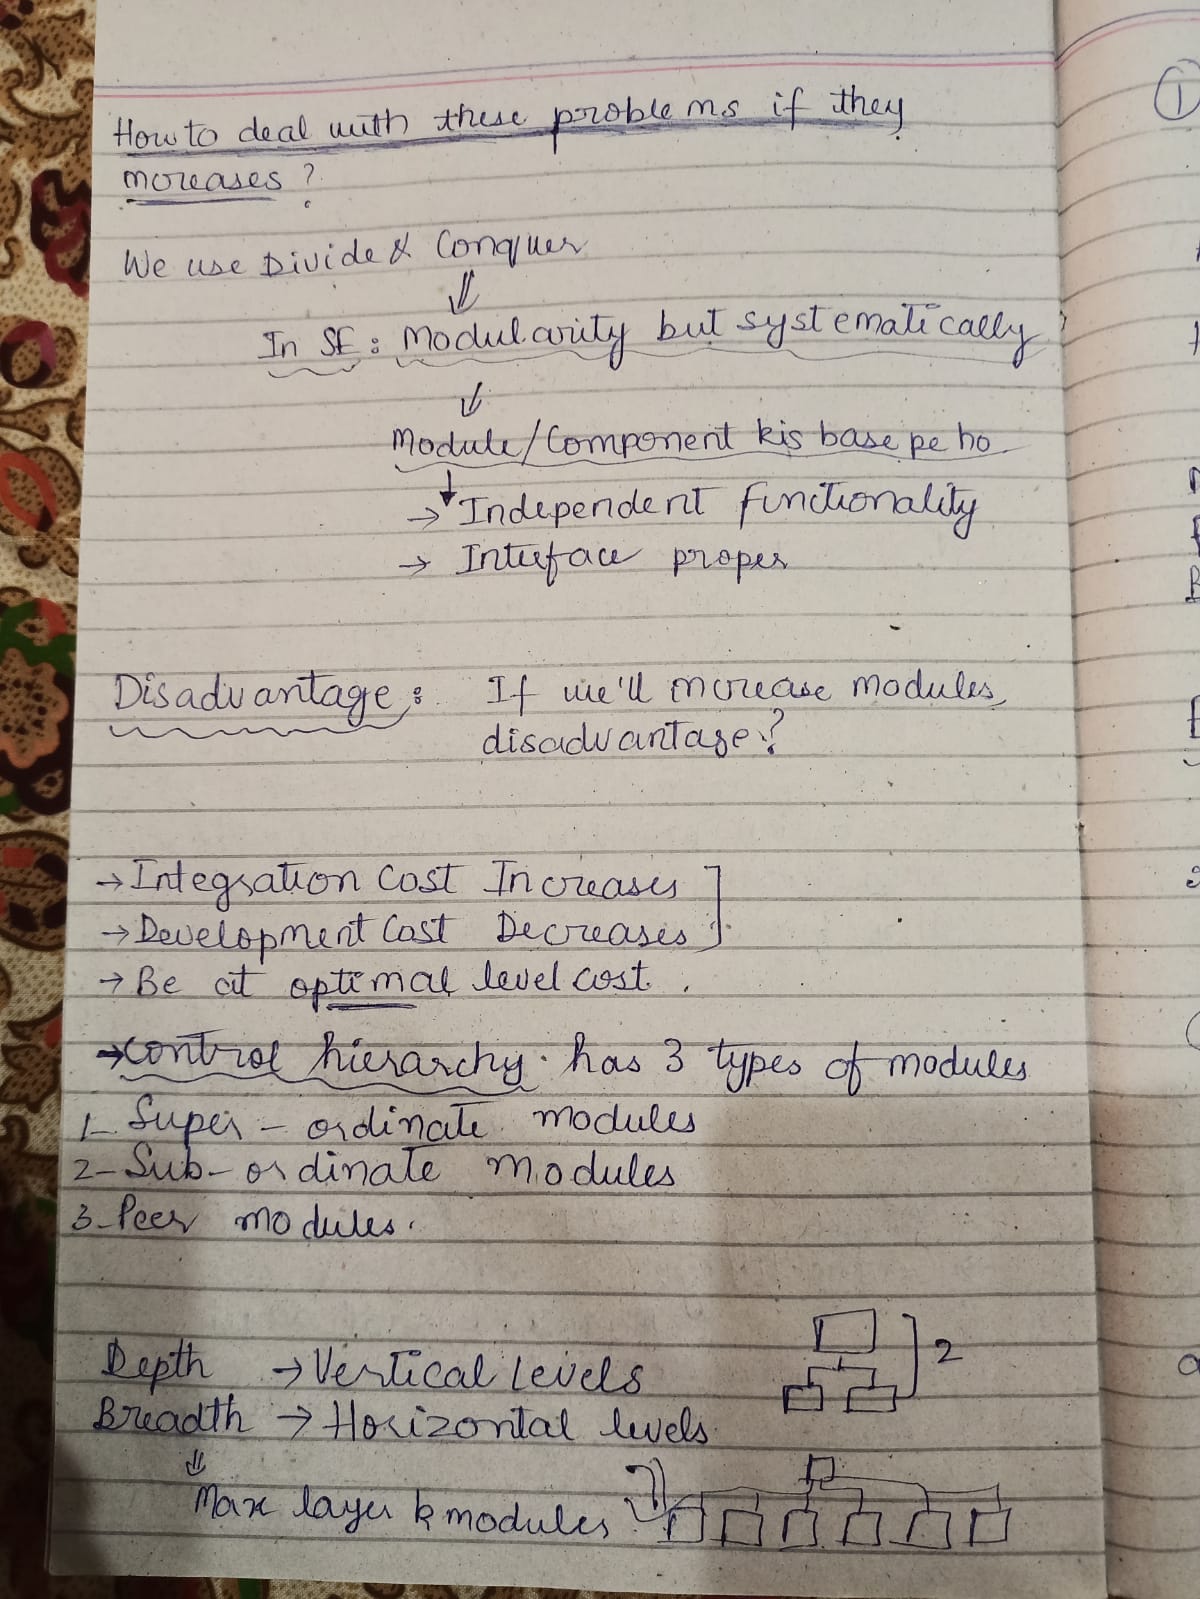 How to deal with these problems if they
increases ?
We use Divide & Conquer
⇓
In SE : Modularity but systematically
↓
Module/Component kis base pe ho
↓
→ Independent functionality
→ Interface proper
Disadvantage : If we'll increase modules,
disadvantage ?
→ Integration Cost Increases
→ Development Cost Decreases
→ Be at optimal level cost.
→ Control hierarchy. has 3 types of modules
1- Super - ordinate modules
2- Sub - ordinate modules
3- Peer modules.
Depth → Vertical Levels
2
Breadth → Horizontal levels
⇓
Max layer k modules
1